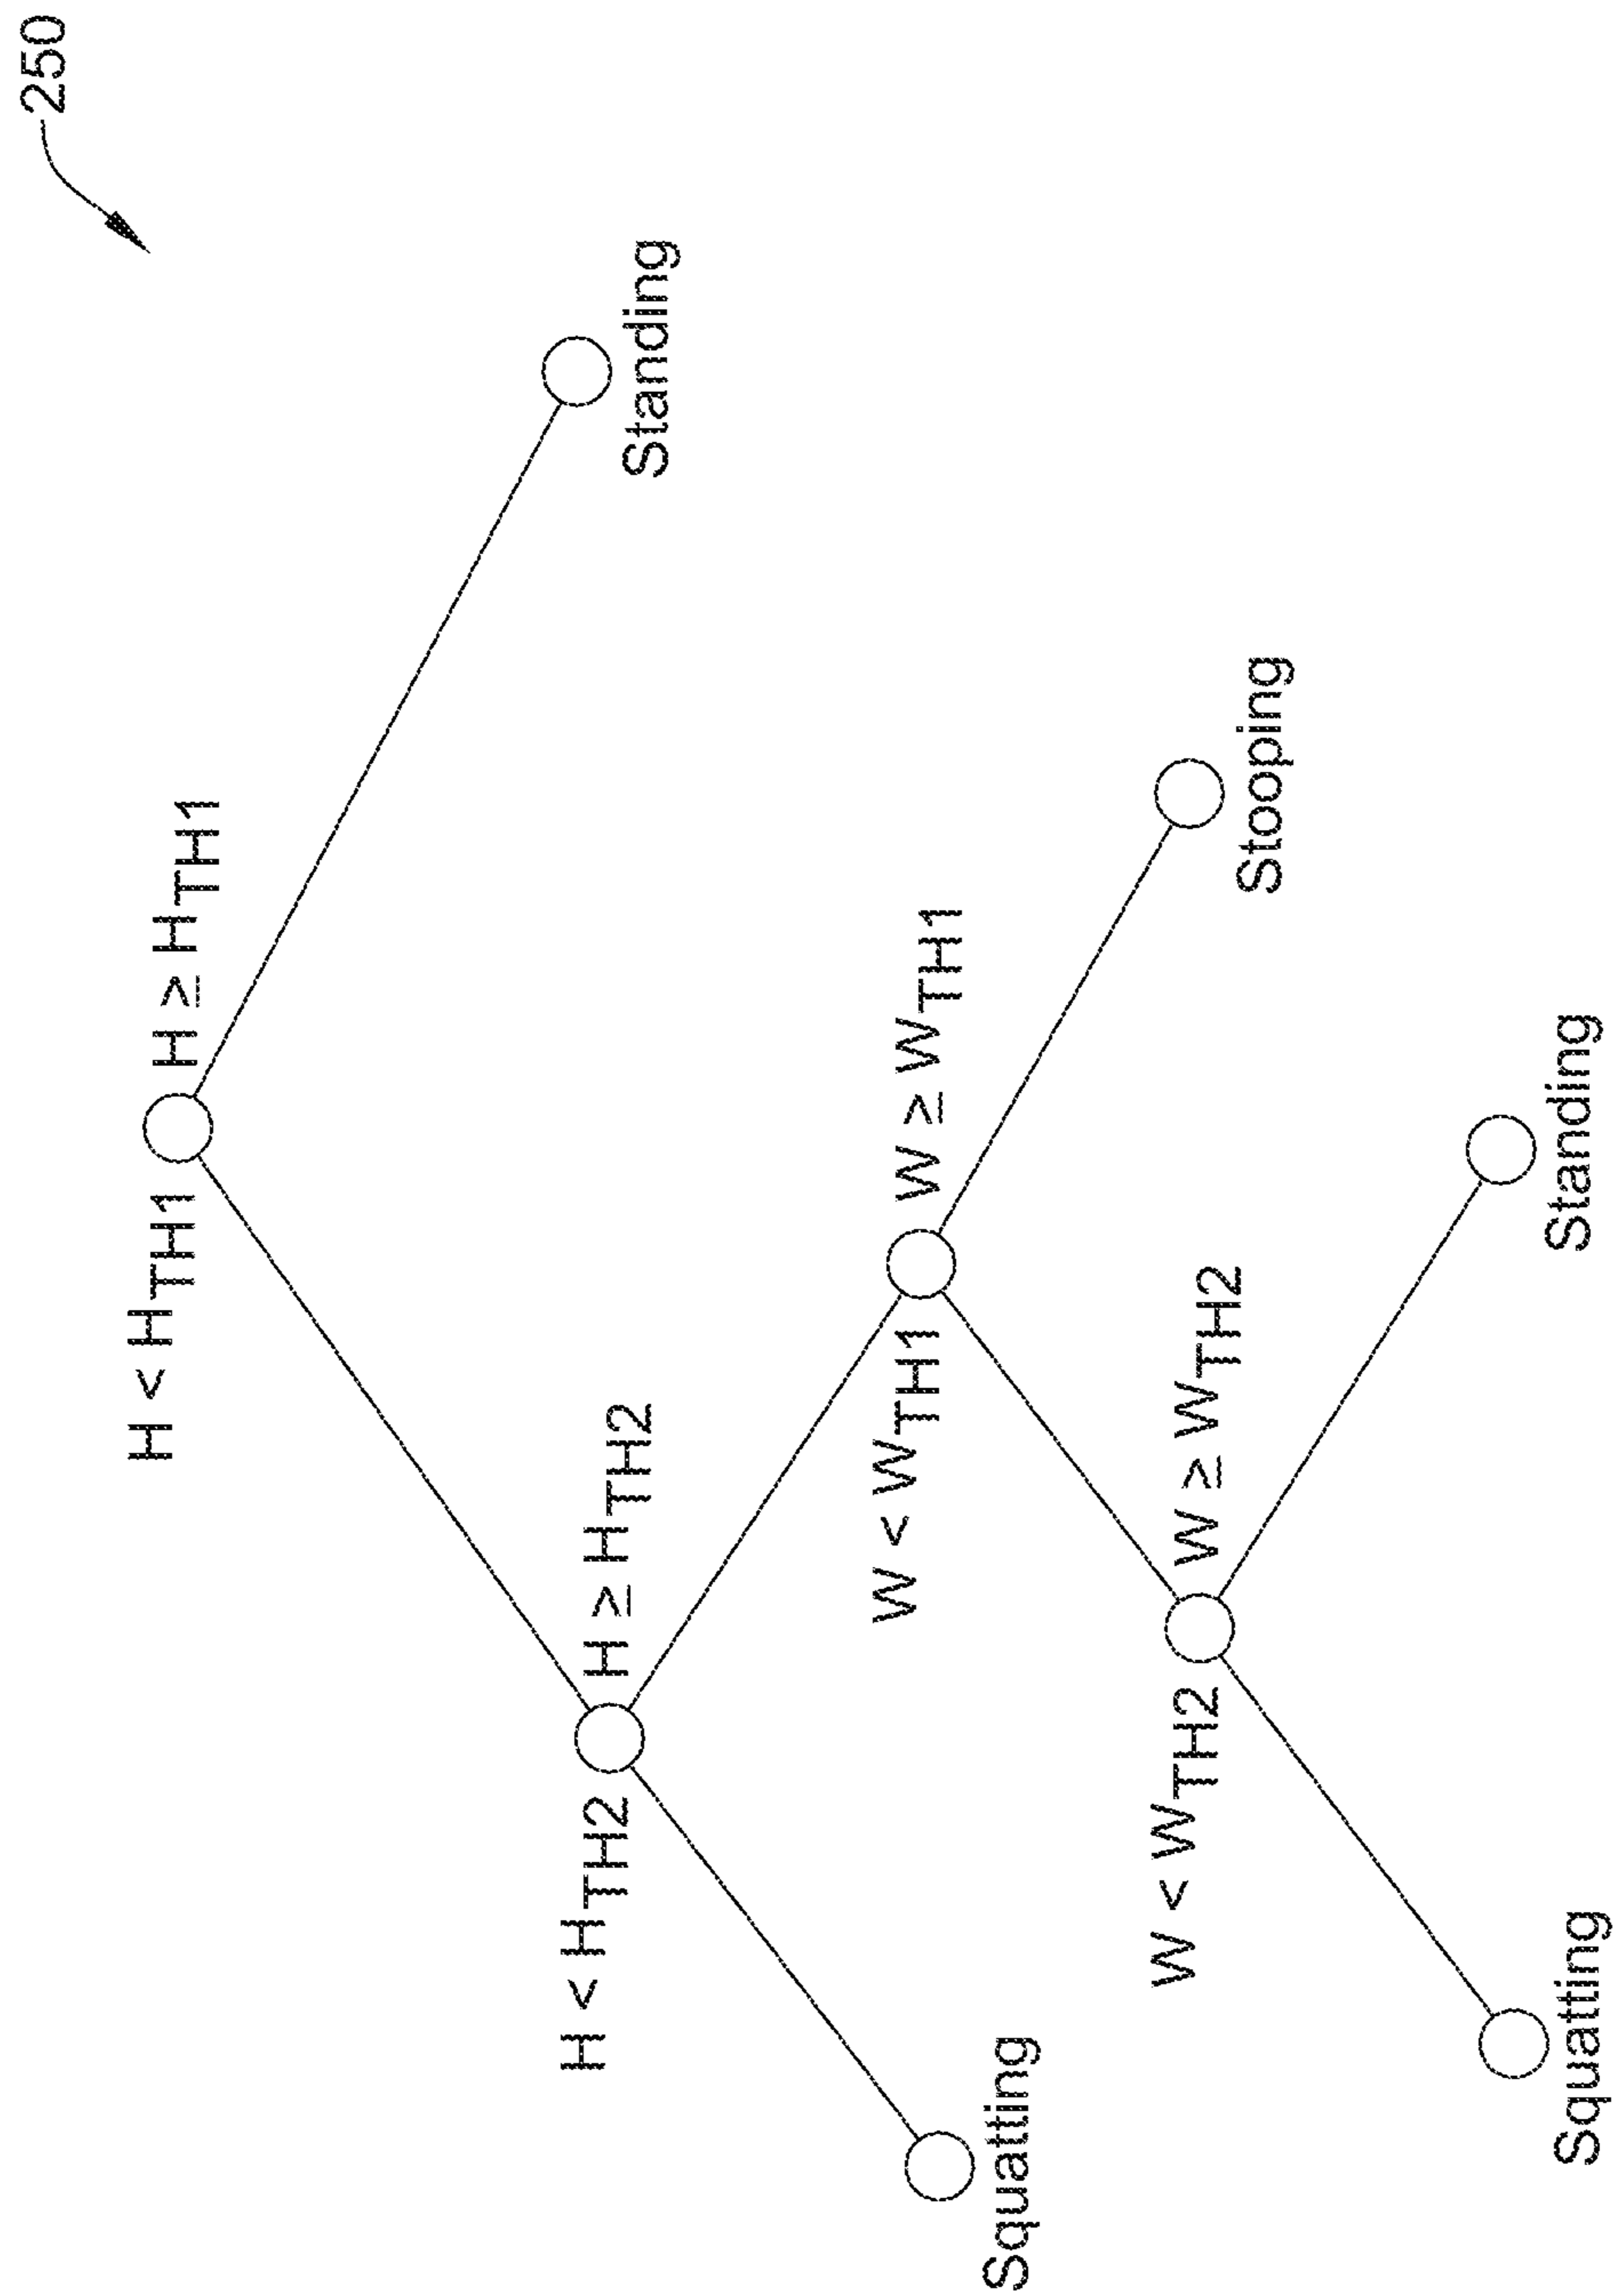 250
H < HTH1
H ≥ HTH1
Standing
H < HTH2
H ≥ HTH2
Squatting
W < WTH1
W ≥ WTH1
Stooping
W < WTH2
W ≥ WTH2
Squatting
Standing